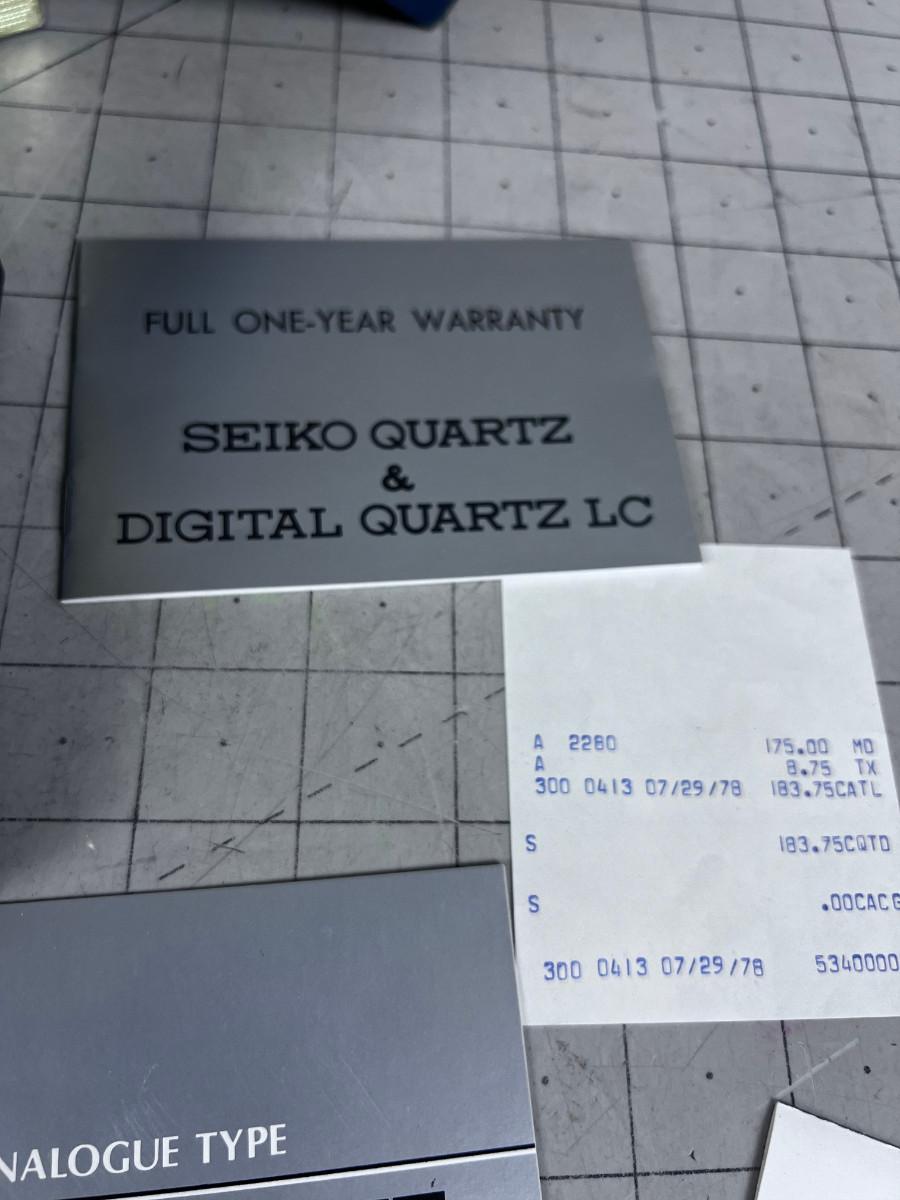 FULL ONE-YEAR WARRANTY
SEIKO QUARTZ
&
DIGITAL QUARTZ LC
A 2280 175.00 MD
A 8.75 TX
300 0413 07/29/78 183.75CATL
S 183.75CQTD
S .00CACG
300 0413 07/29/78 5340000
NALOGUE TYPE